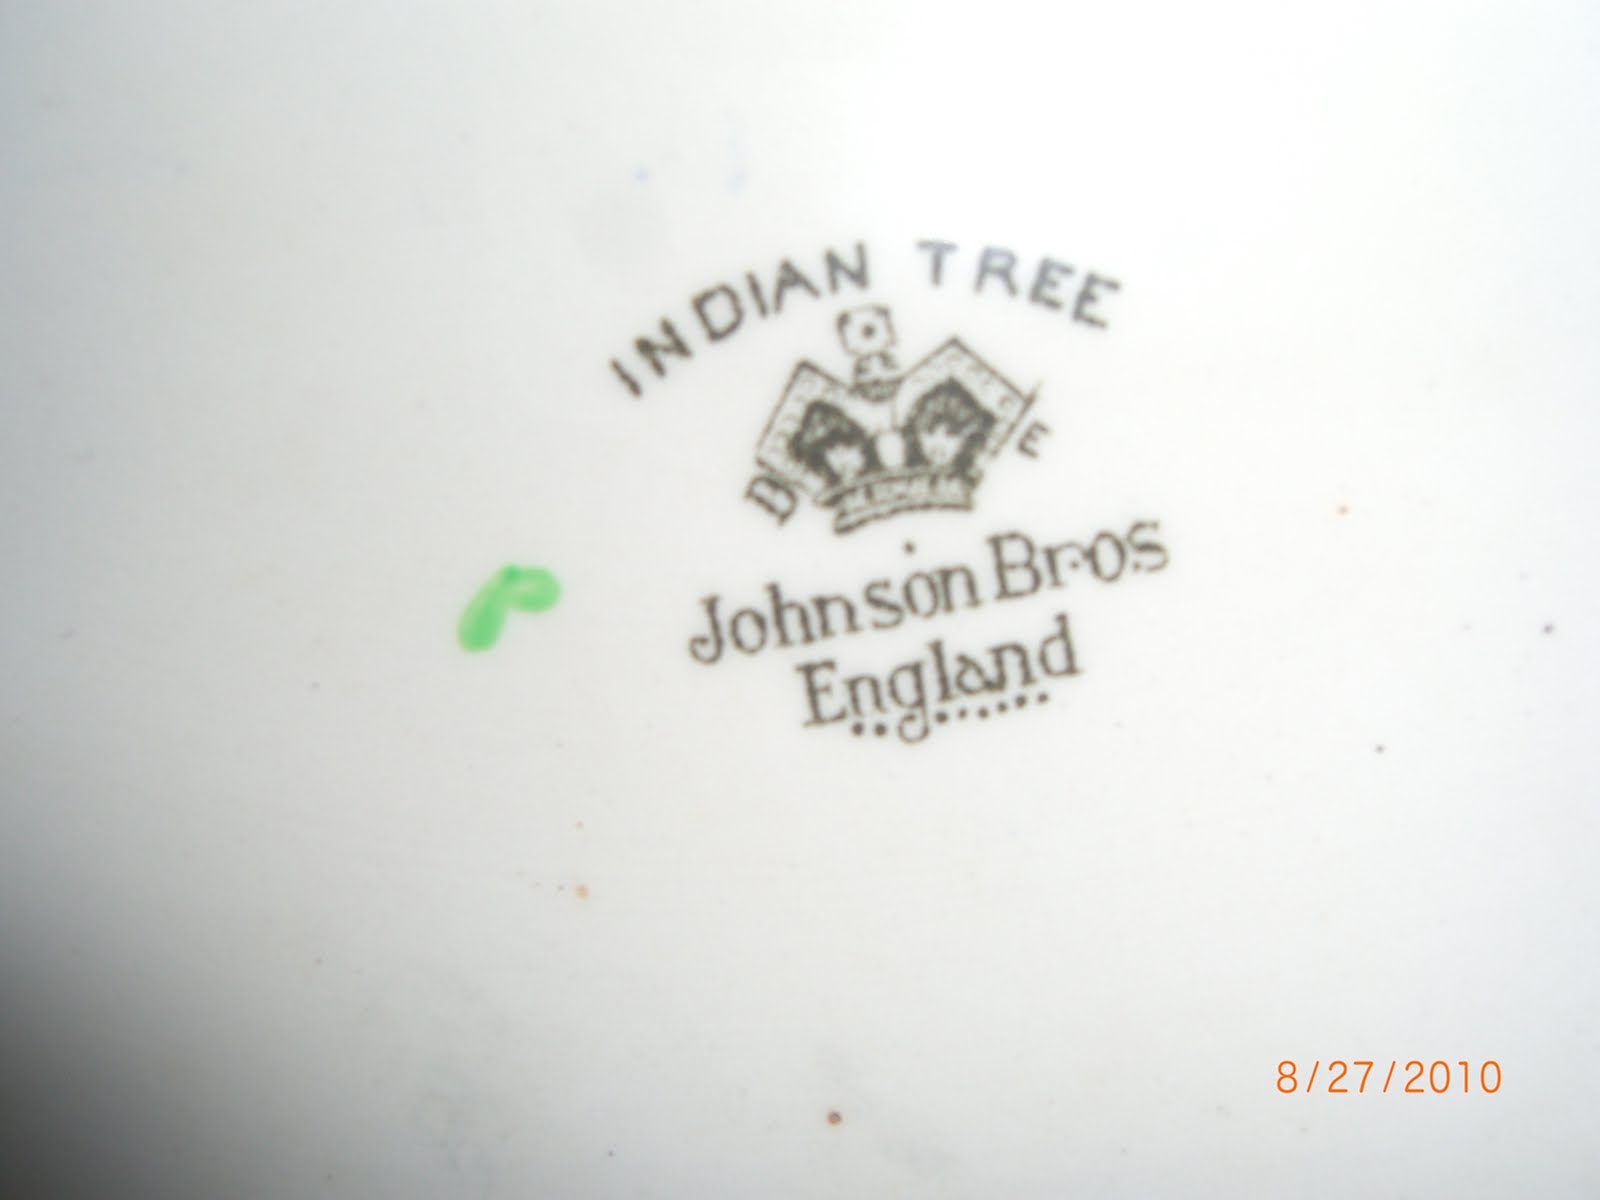 INDIAN TREE
D E
Johnson Bros
England
8/27/2010